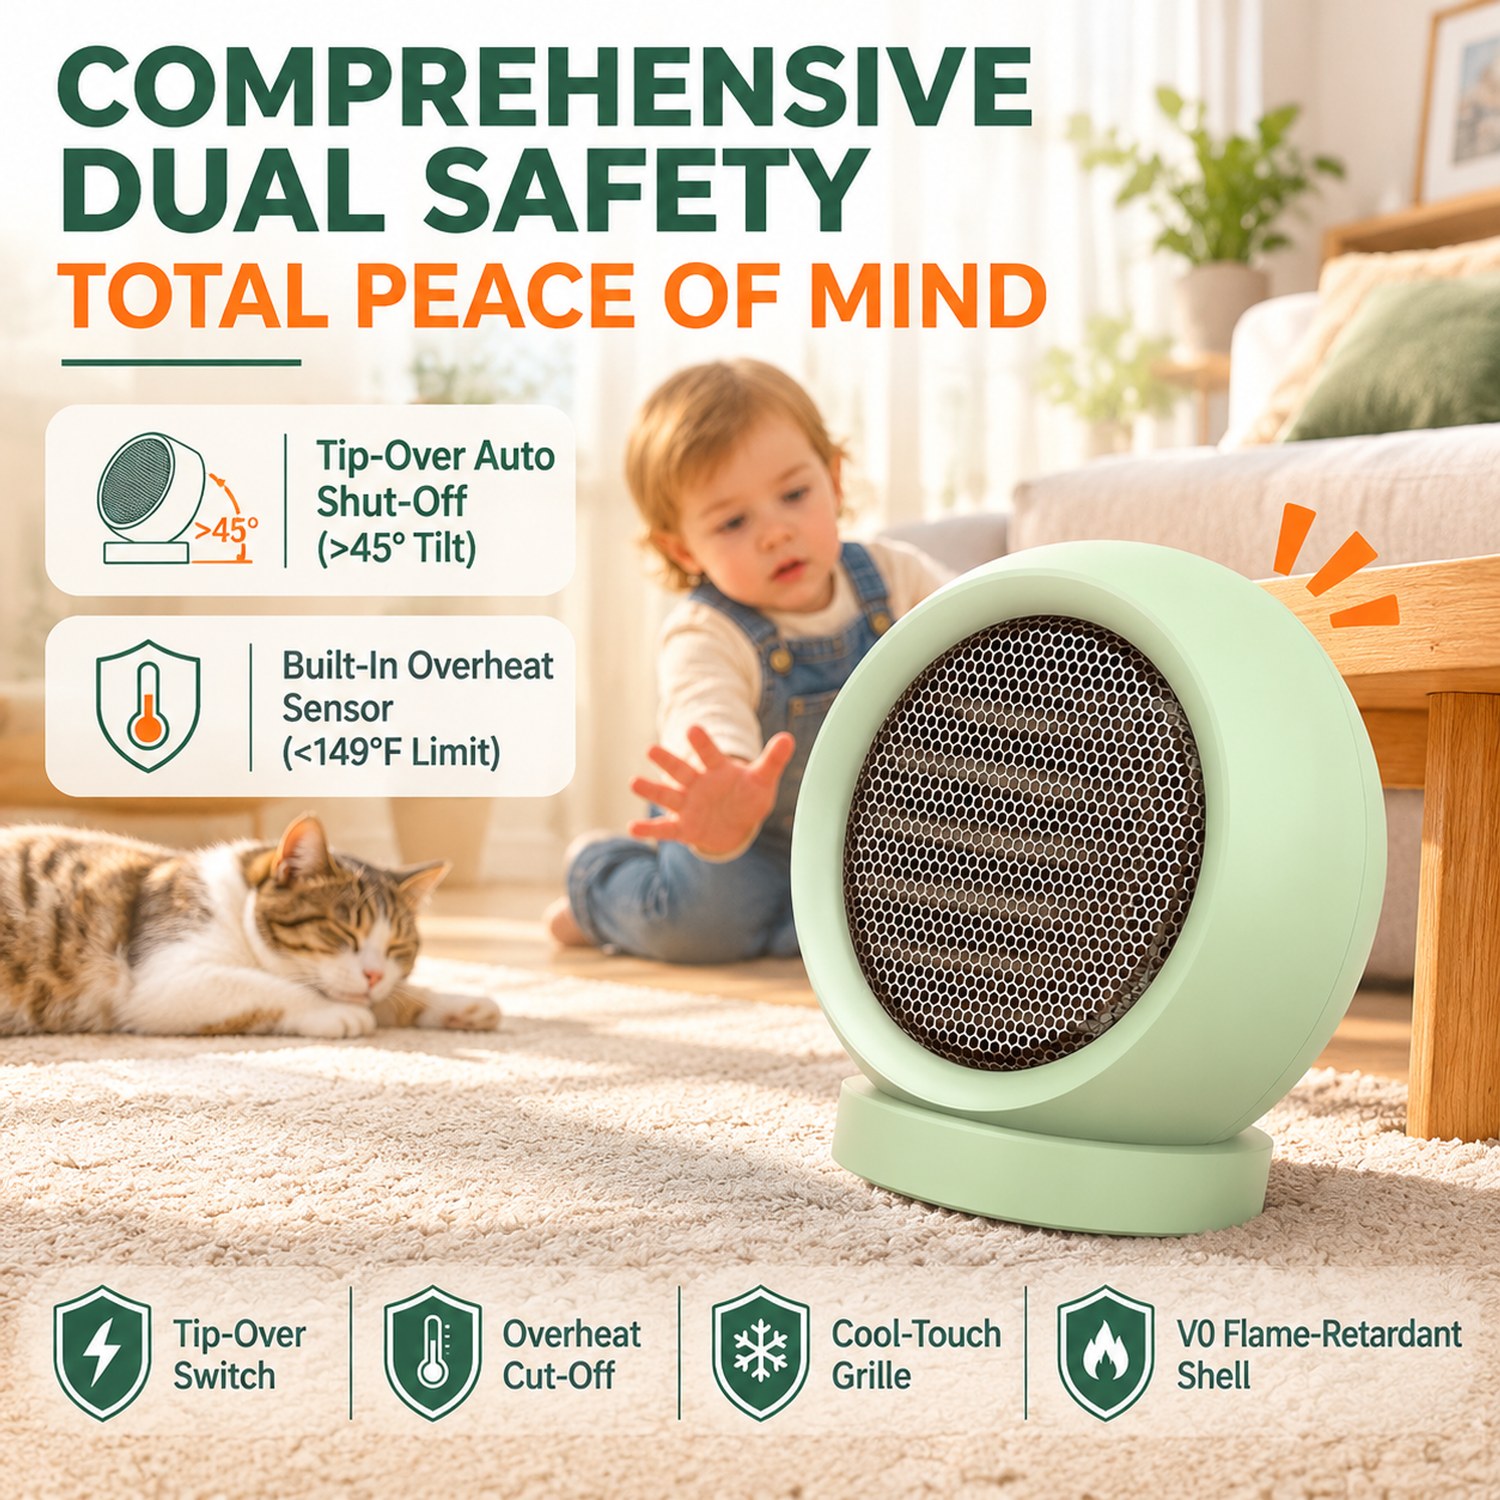 COMPREHENSIVE
DUAL SAFETY
TOTAL PEACE OF MIND
>45°
Tip-Over Auto
Shut-Off
(>45° Tilt)
Built-In Overheat
Sensor
(<149°F Limit)
Tip-Over
Switch
Overheat
Cut-Off
Cool-Touch
Grille
V0 Flame-Retardant
Shell